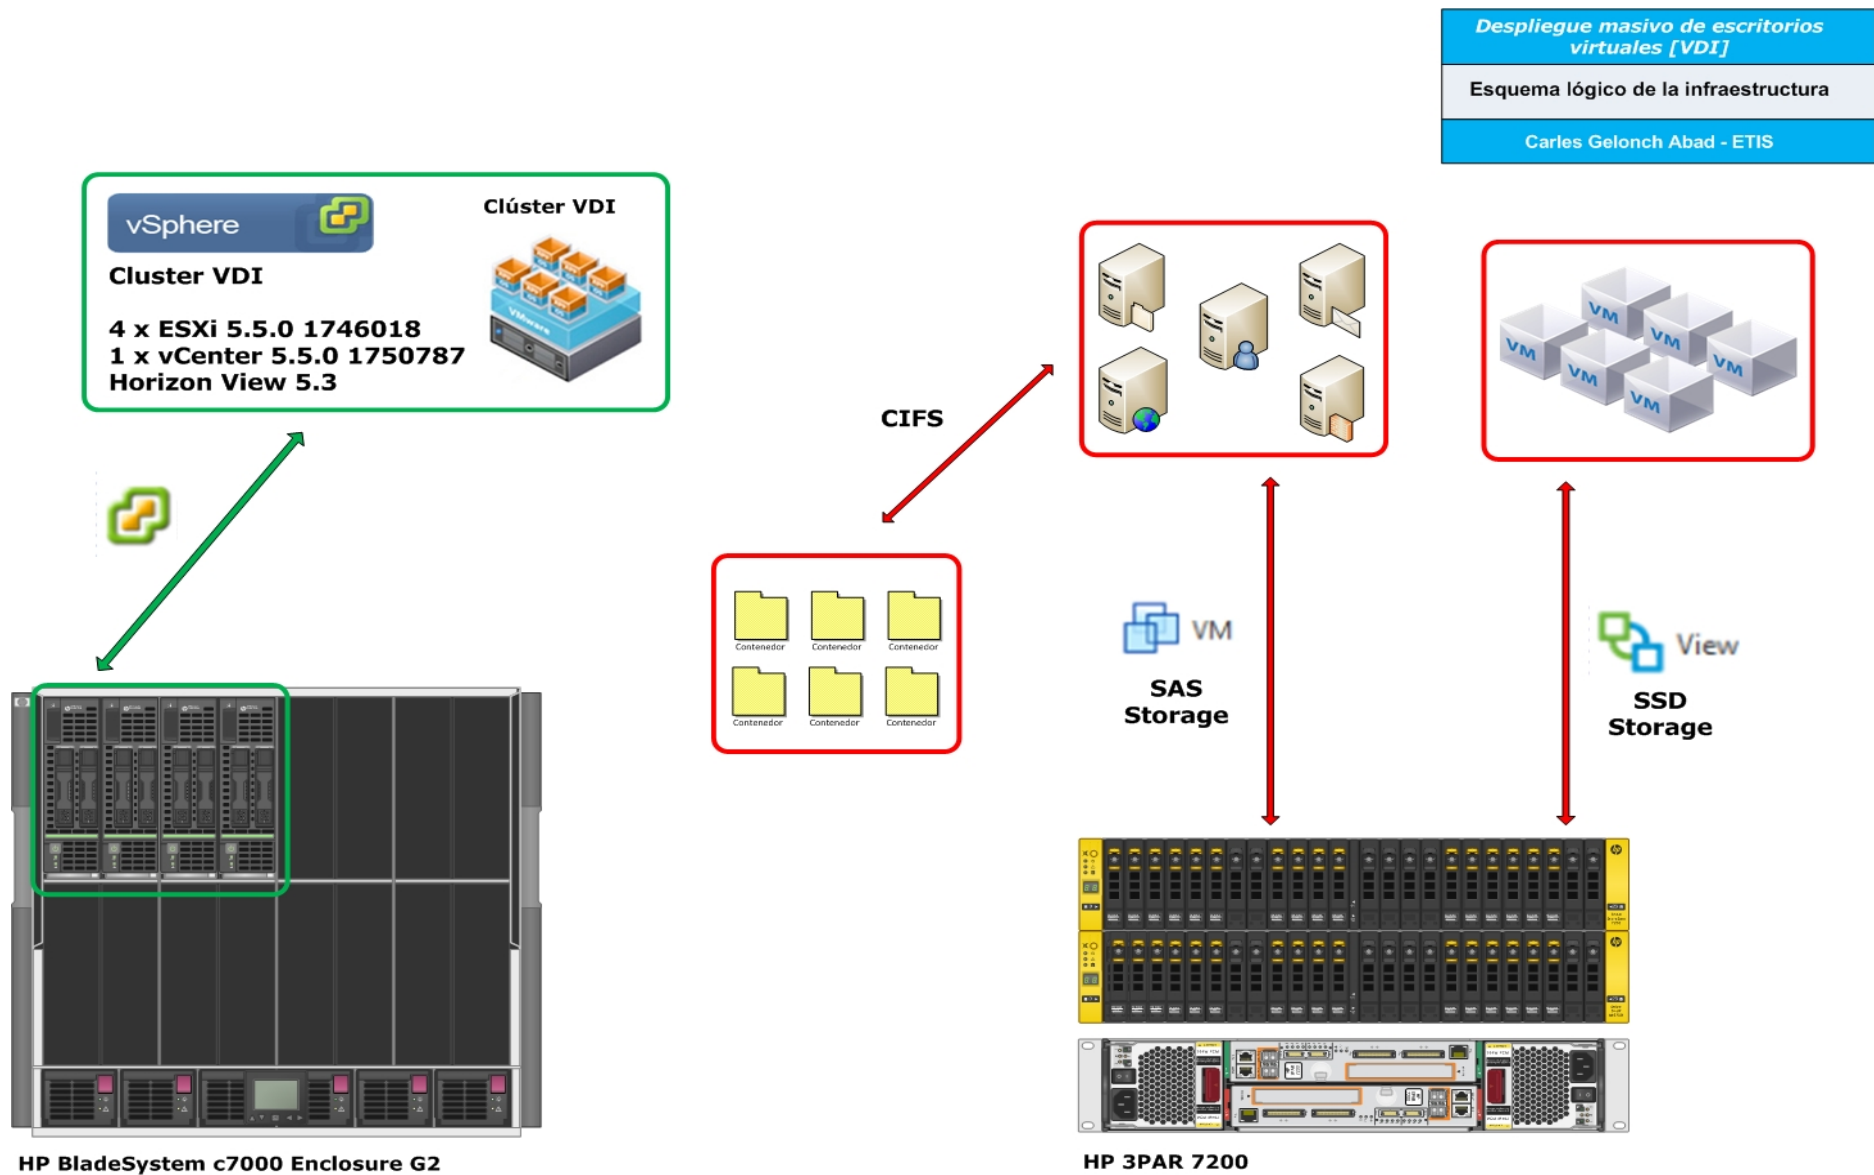 Despliegue masivo de escritorios
virtuales [VDI]
Esquema lógico de la infraestructura
Carles Gelonch Abad - ETIS
vSphere
Clúster VDI
Cluster VDI
VMware
4 x ESXi 5.5.0 1746018
1 x vCenter 5.5.0 1750787
Horizon View 5.3
VM
VM
VM
VM
VM
VM
VM
CIFS
Contenedor
Contenedor
Contenedor
Contenedor
Contenedor
Contenedor
VM
SAS
Storage
View
SSD
Storage
HP BladeSystem c7000 Enclosure G2
HP 3PAR 7200